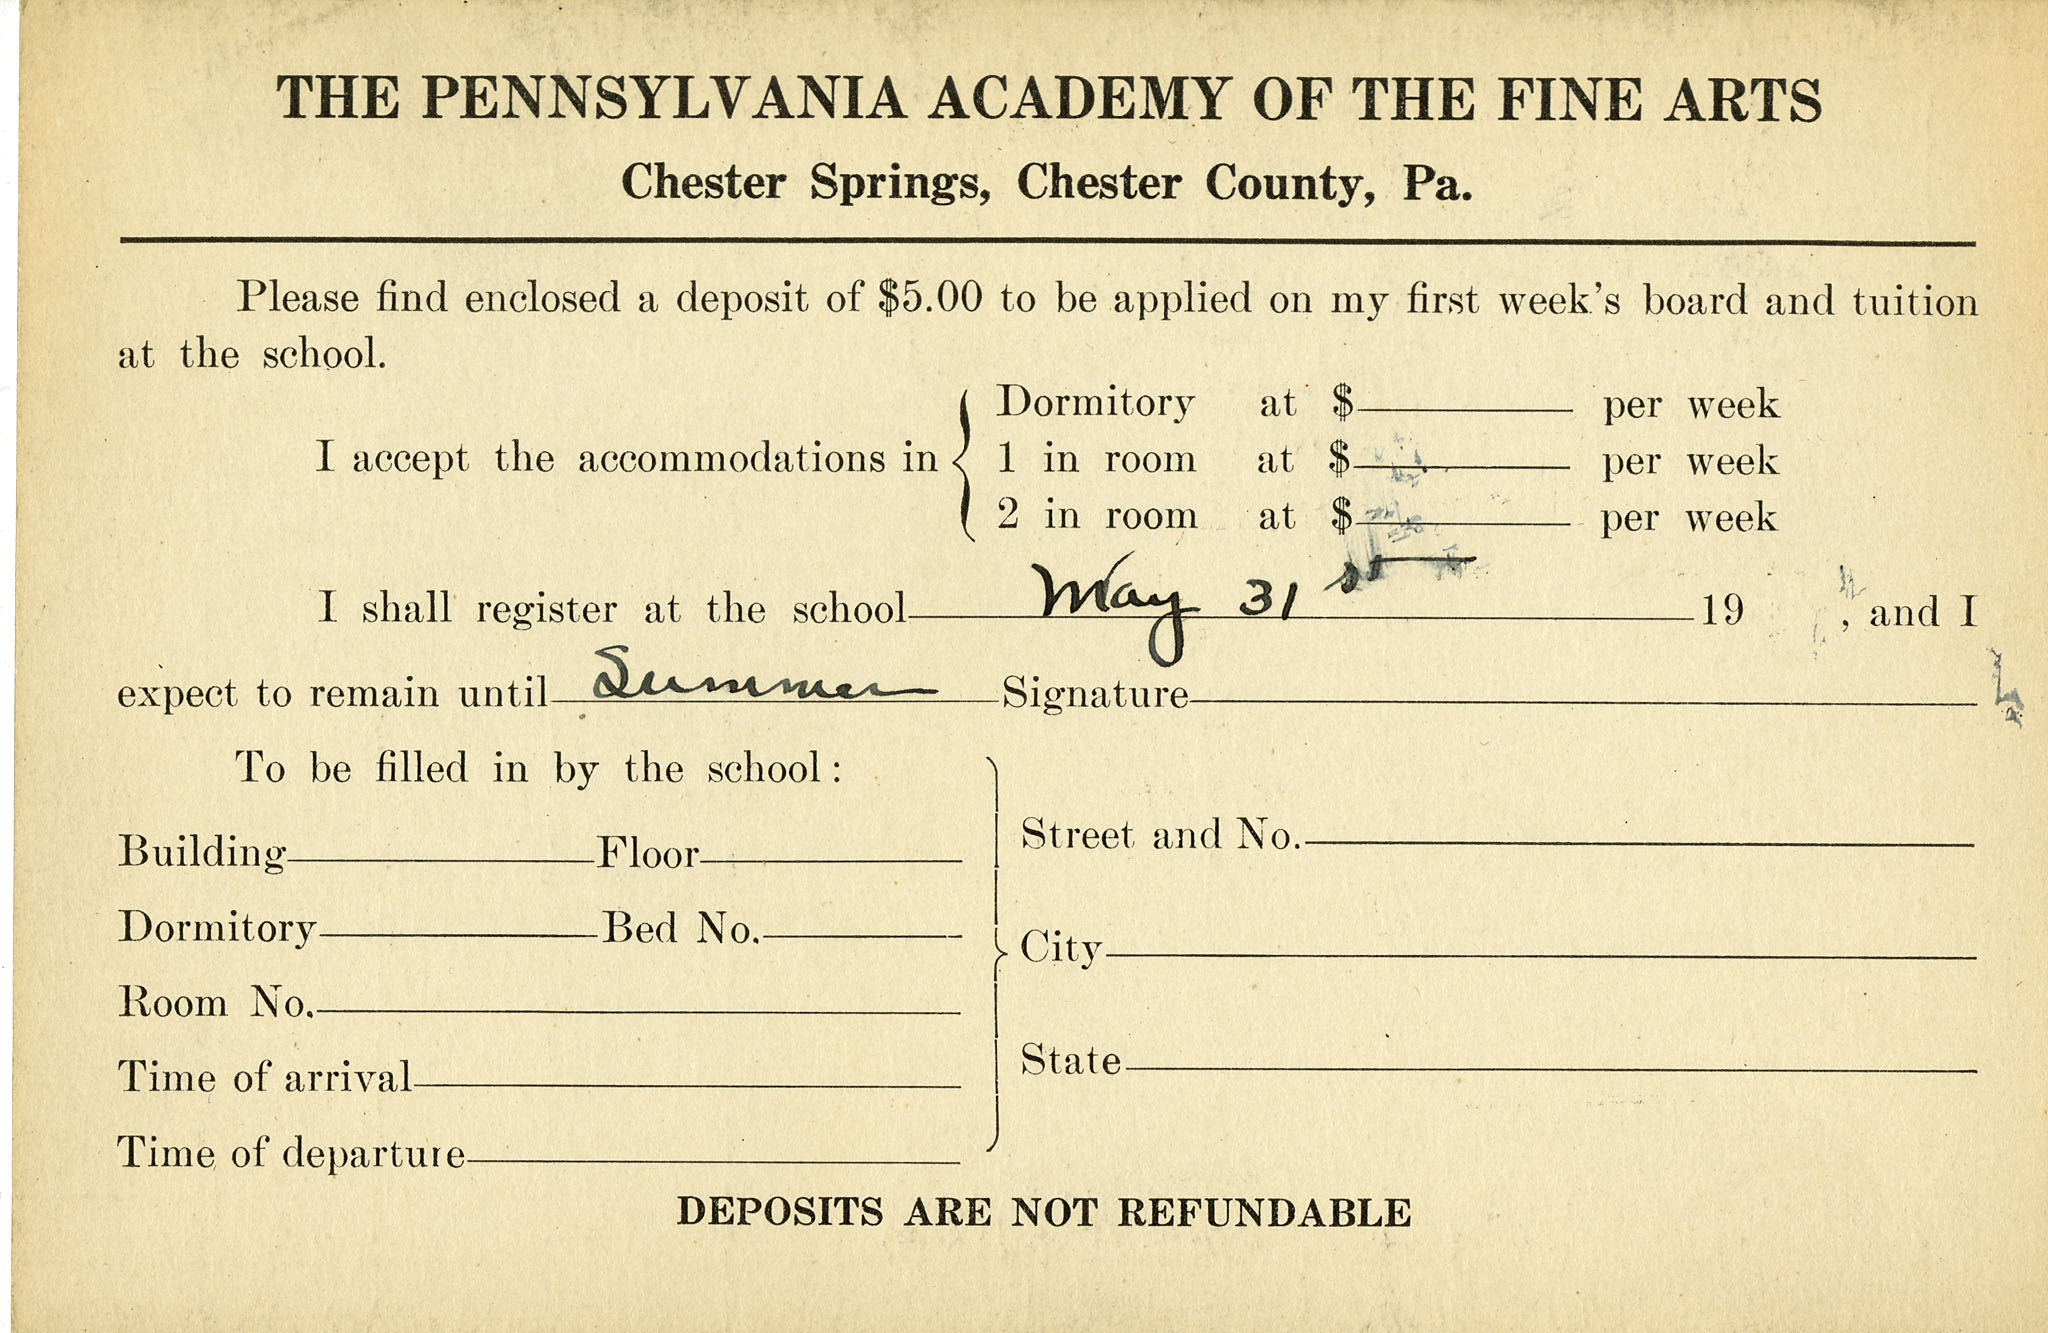 THE PENNSYLVANIA ACADEMY OF THE FINE ARTS
Chester Springs, Chester County, Pa.
Please find enclosed a deposit of $5.00 to be applied on my first week's board and tuition
at the school.
Dormitory at $ per week
I accept the accommodations in 1 in room at $ per week
2 in room at $ per week
I shall register at the school May 31st 19 , and I
expect to remain until Summer Signature
To be filled in by the school:
Building Floor
Street and No.
Dormitory Bed No.
City
Room No.
State
Time of arrival
Time of departure
DEPOSITS ARE NOT REFUNDABLE